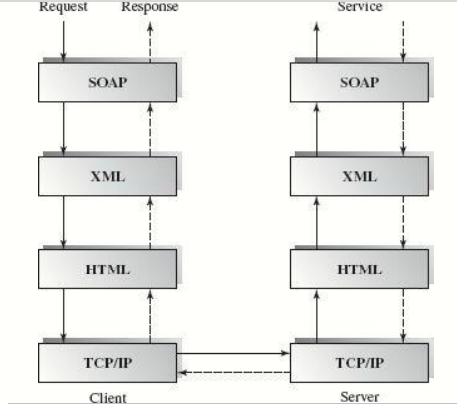 Request Response Service
SOAP SOAP
XML XML
HTML HTML
TCP/IP TCP/IP
Client Server